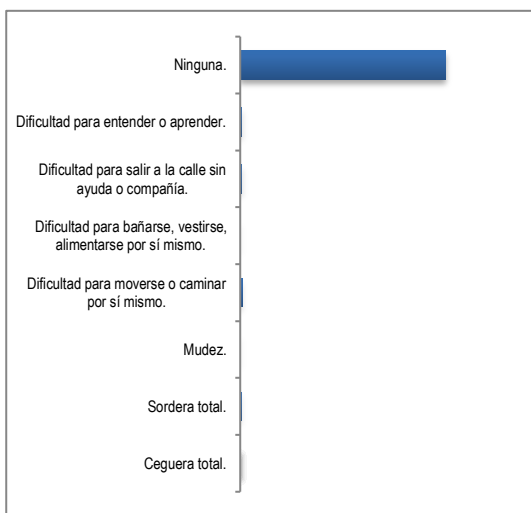 Ninguna.
Dificultad para entender o aprender.
Dificultad para salir a la calle sin
ayuda o compañía.
Dificultad para bañarse, vestirse,
alimentarse por sí mismo.
Dificultad para moverse o caminar
por sí mismo.
Mudez.
Sordera total.
Ceguera total.